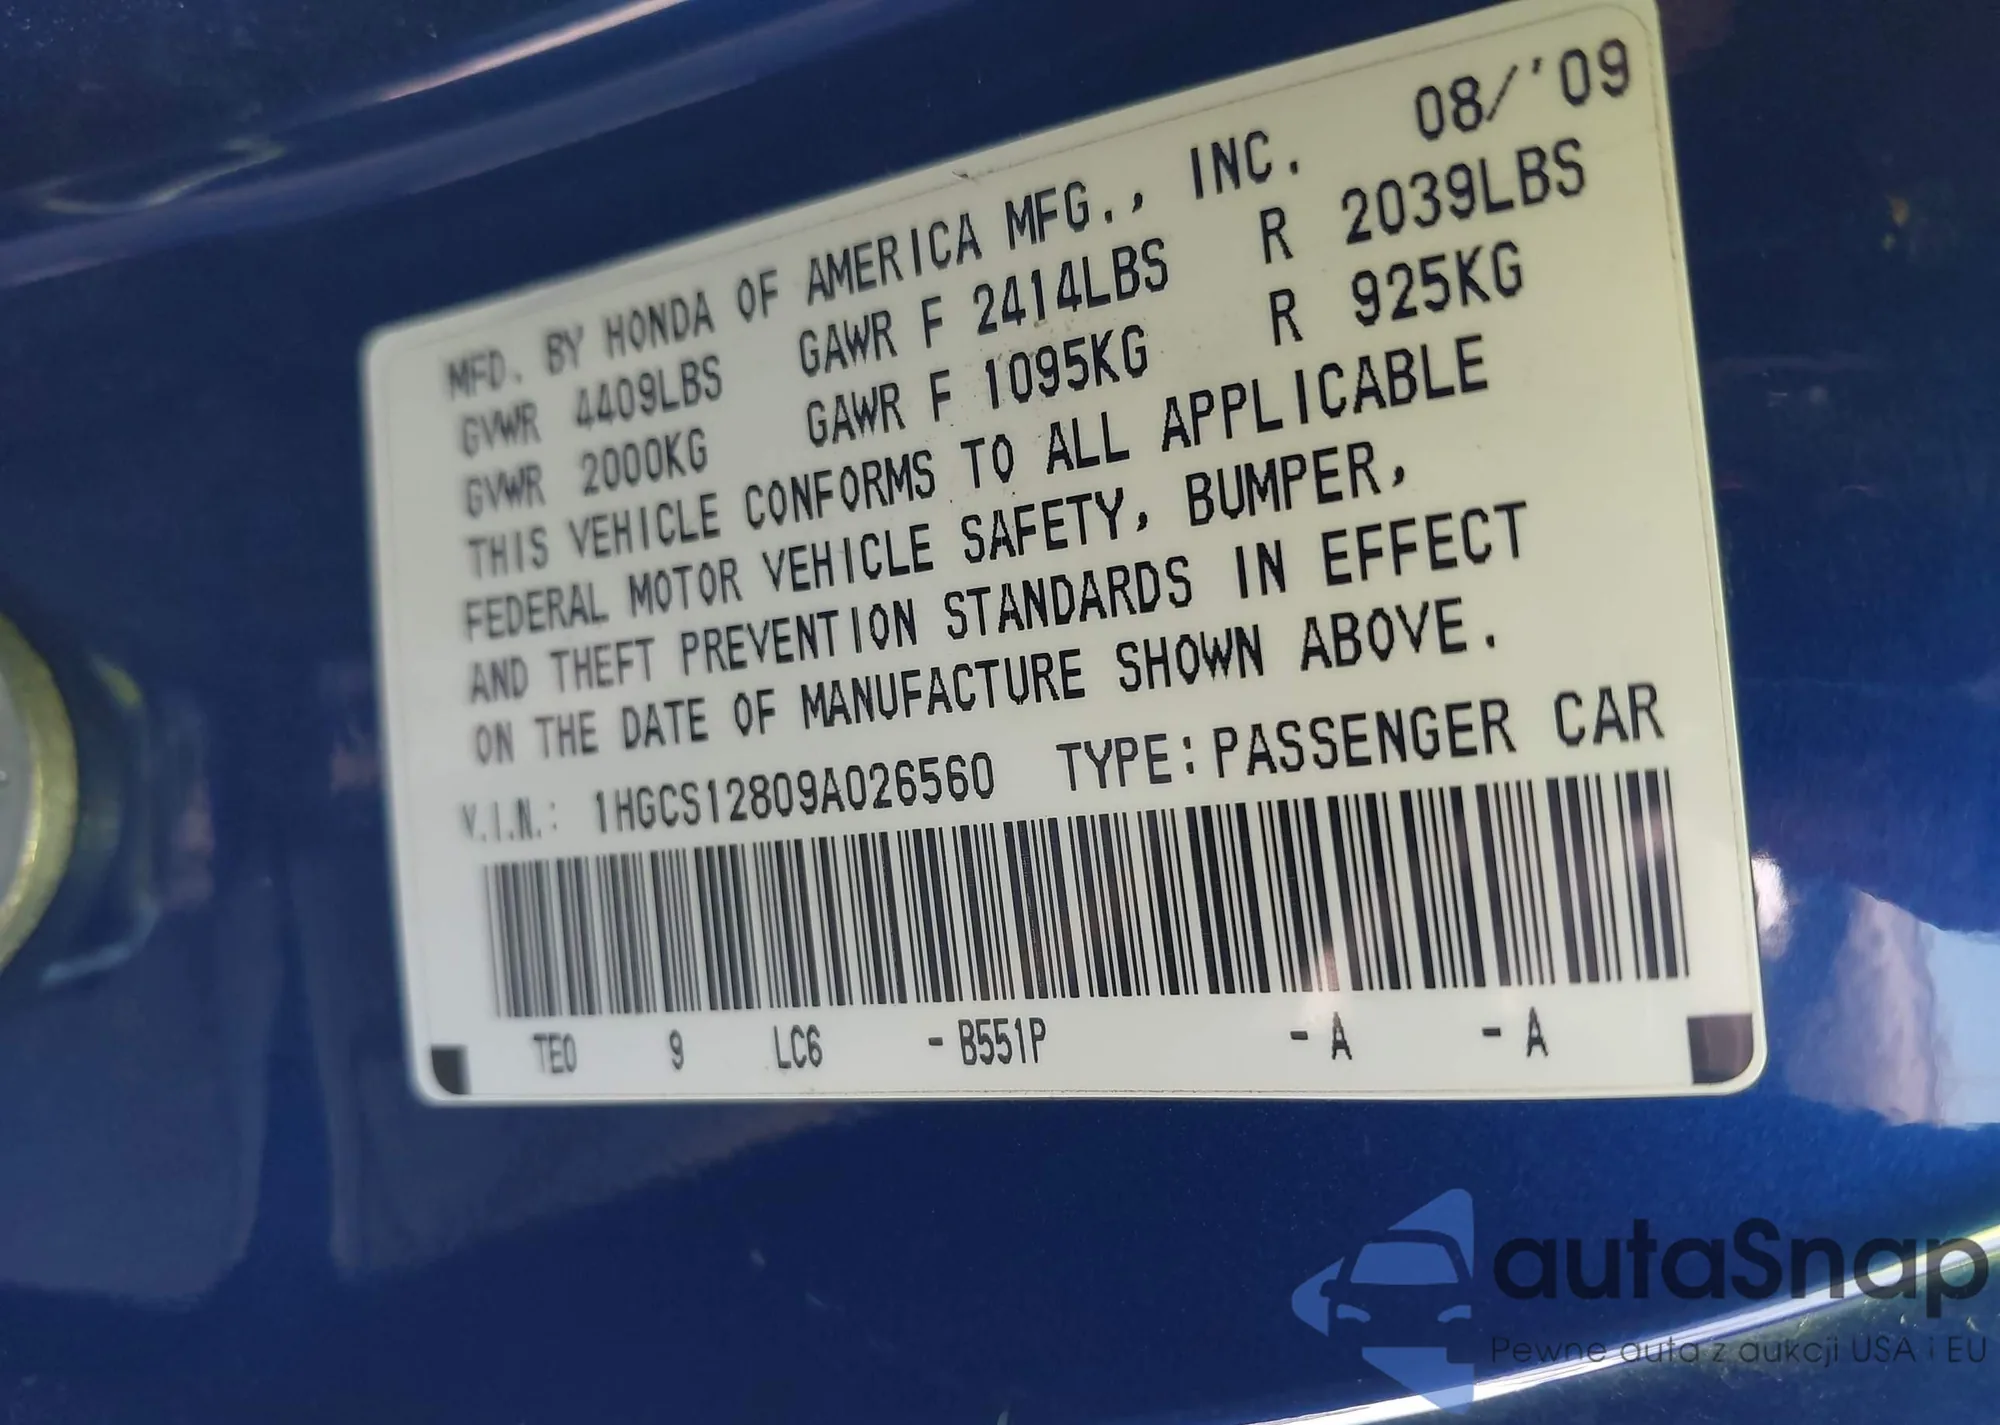 MFD. BY HONDA OF AMERICA MFG., INC. 08/'09
GVWR 4409LBS GAWR F 2414LBS R 2039LBS
GVWR 2000KG GAWR F 1095KG R 925KG
THIS VEHICLE CONFORMS TO ALL APPLICABLE
FEDERAL MOTOR VEHICLE SAFETY, BUMPER,
AND THEFT PREVENTION STANDARDS IN EFFECT
ON THE DATE OF MANUFACTURE SHOWN ABOVE.
V.I.N.: 1HGCS12809A026560 TYPE:PASSENGER CAR
TE0 9 LC6 -B551P -A -A
autaSnap
Pewne auta z aukcji USA i EU